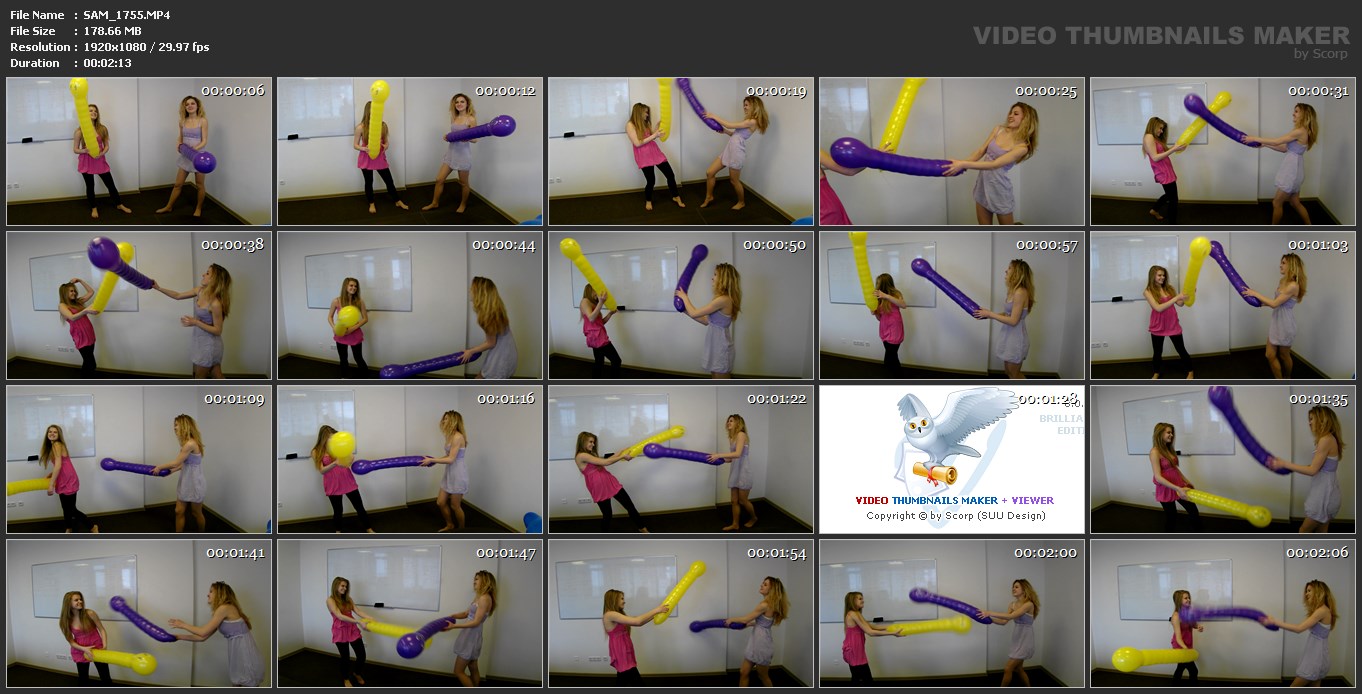 File Name : SAM_1755.MP4
File Size : 178.66 MB
Resolution : 1920x1080 / 29.97 fps
Duration : 00:02:13
VIDEO THUMBNAILS MAKER
by Scorp
00:00:06
00:00:12
00:00:19
00:00:25
00:00:31
00:00:38
00:00:44
00:00:50
00:00:57
00:01:03
00:01:09
00:01:16
00:01:22
00:01:28
BRILLIA
EDIT
VIDEO THUMBNAILS MAKER + VIEWER
Copyright © by Scorp (SUU Design)
00:01:35
00:01:41
00:01:47
00:01:54
00:02:00
00:02:06